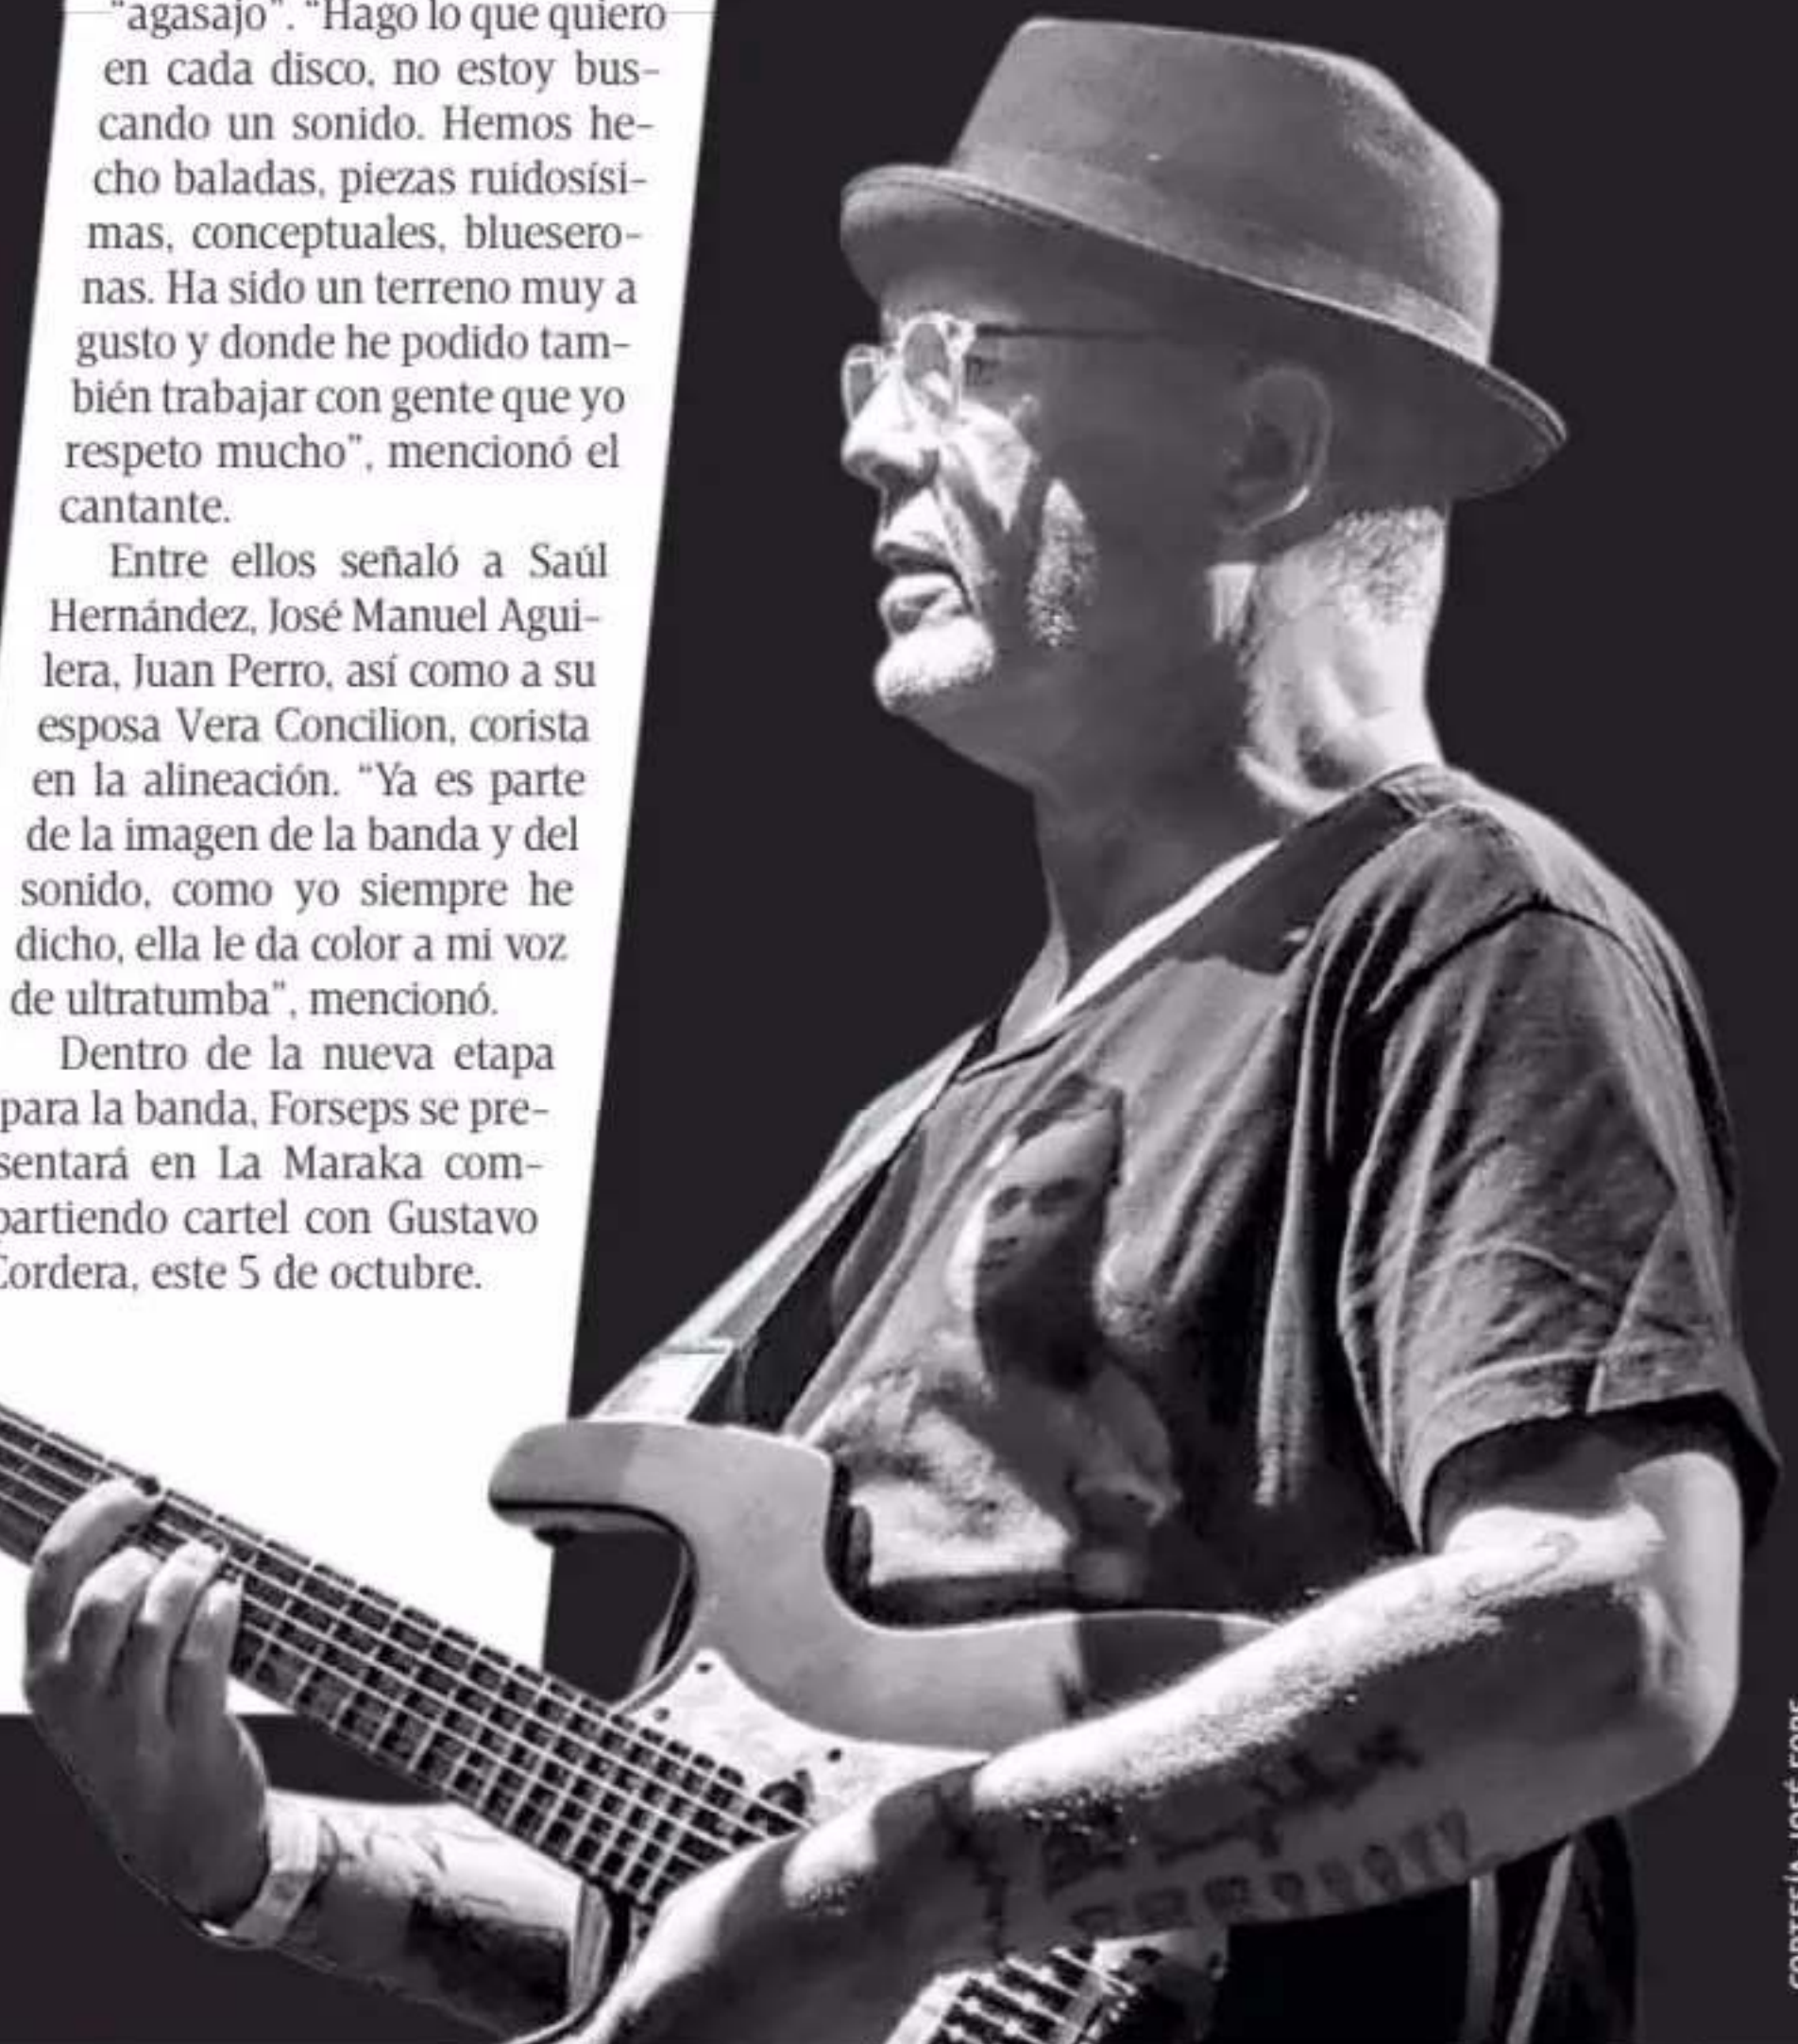 "agasajo". "Hago lo que quiero
en cada disco, no estoy bus-
cando un sonido. Hemos he-
cho baladas, piezas ruidosísi-
mas, conceptuales, bluesero-
nas. Ha sido un terreno muy a
gusto y donde he podido tam-
bién trabajar con gente que yo
respeto mucho", mencionó el
cantante.
Entre ellos señaló a Saúl
Hernández, José Manuel Agui-
lera, Juan Perro, así como a su
esposa Vera Concilion, corista
en la alineación. "Ya es parte
de la imagen de la banda y del
sonido, como yo siempre he
dicho, ella le da color a mi voz
de ultratumba", mencionó.
Dentro de la nueva etapa
para la banda, Forseps se pre-
sentará en La Maraka com-
partiendo cartel con Gustavo
Cordera, este 5 de octubre.
CORTESÍA JOSÉ